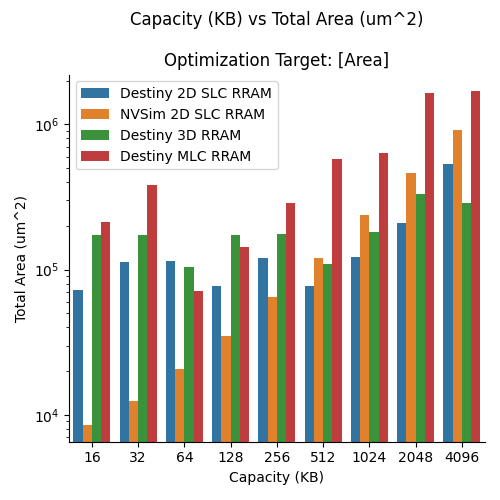 Capacity (KB) vs Total Area (um^2)
Optimization Target: [Area]
Destiny 2D SLC RRAM
NVSim 2D SLC RRAM
Destiny 3D RRAM
Destiny MLC RRAM
Total Area (um^2)
10^6
10^5
10^4
16 32 64 128 256 512 1024 2048 4096
Capacity (KB)